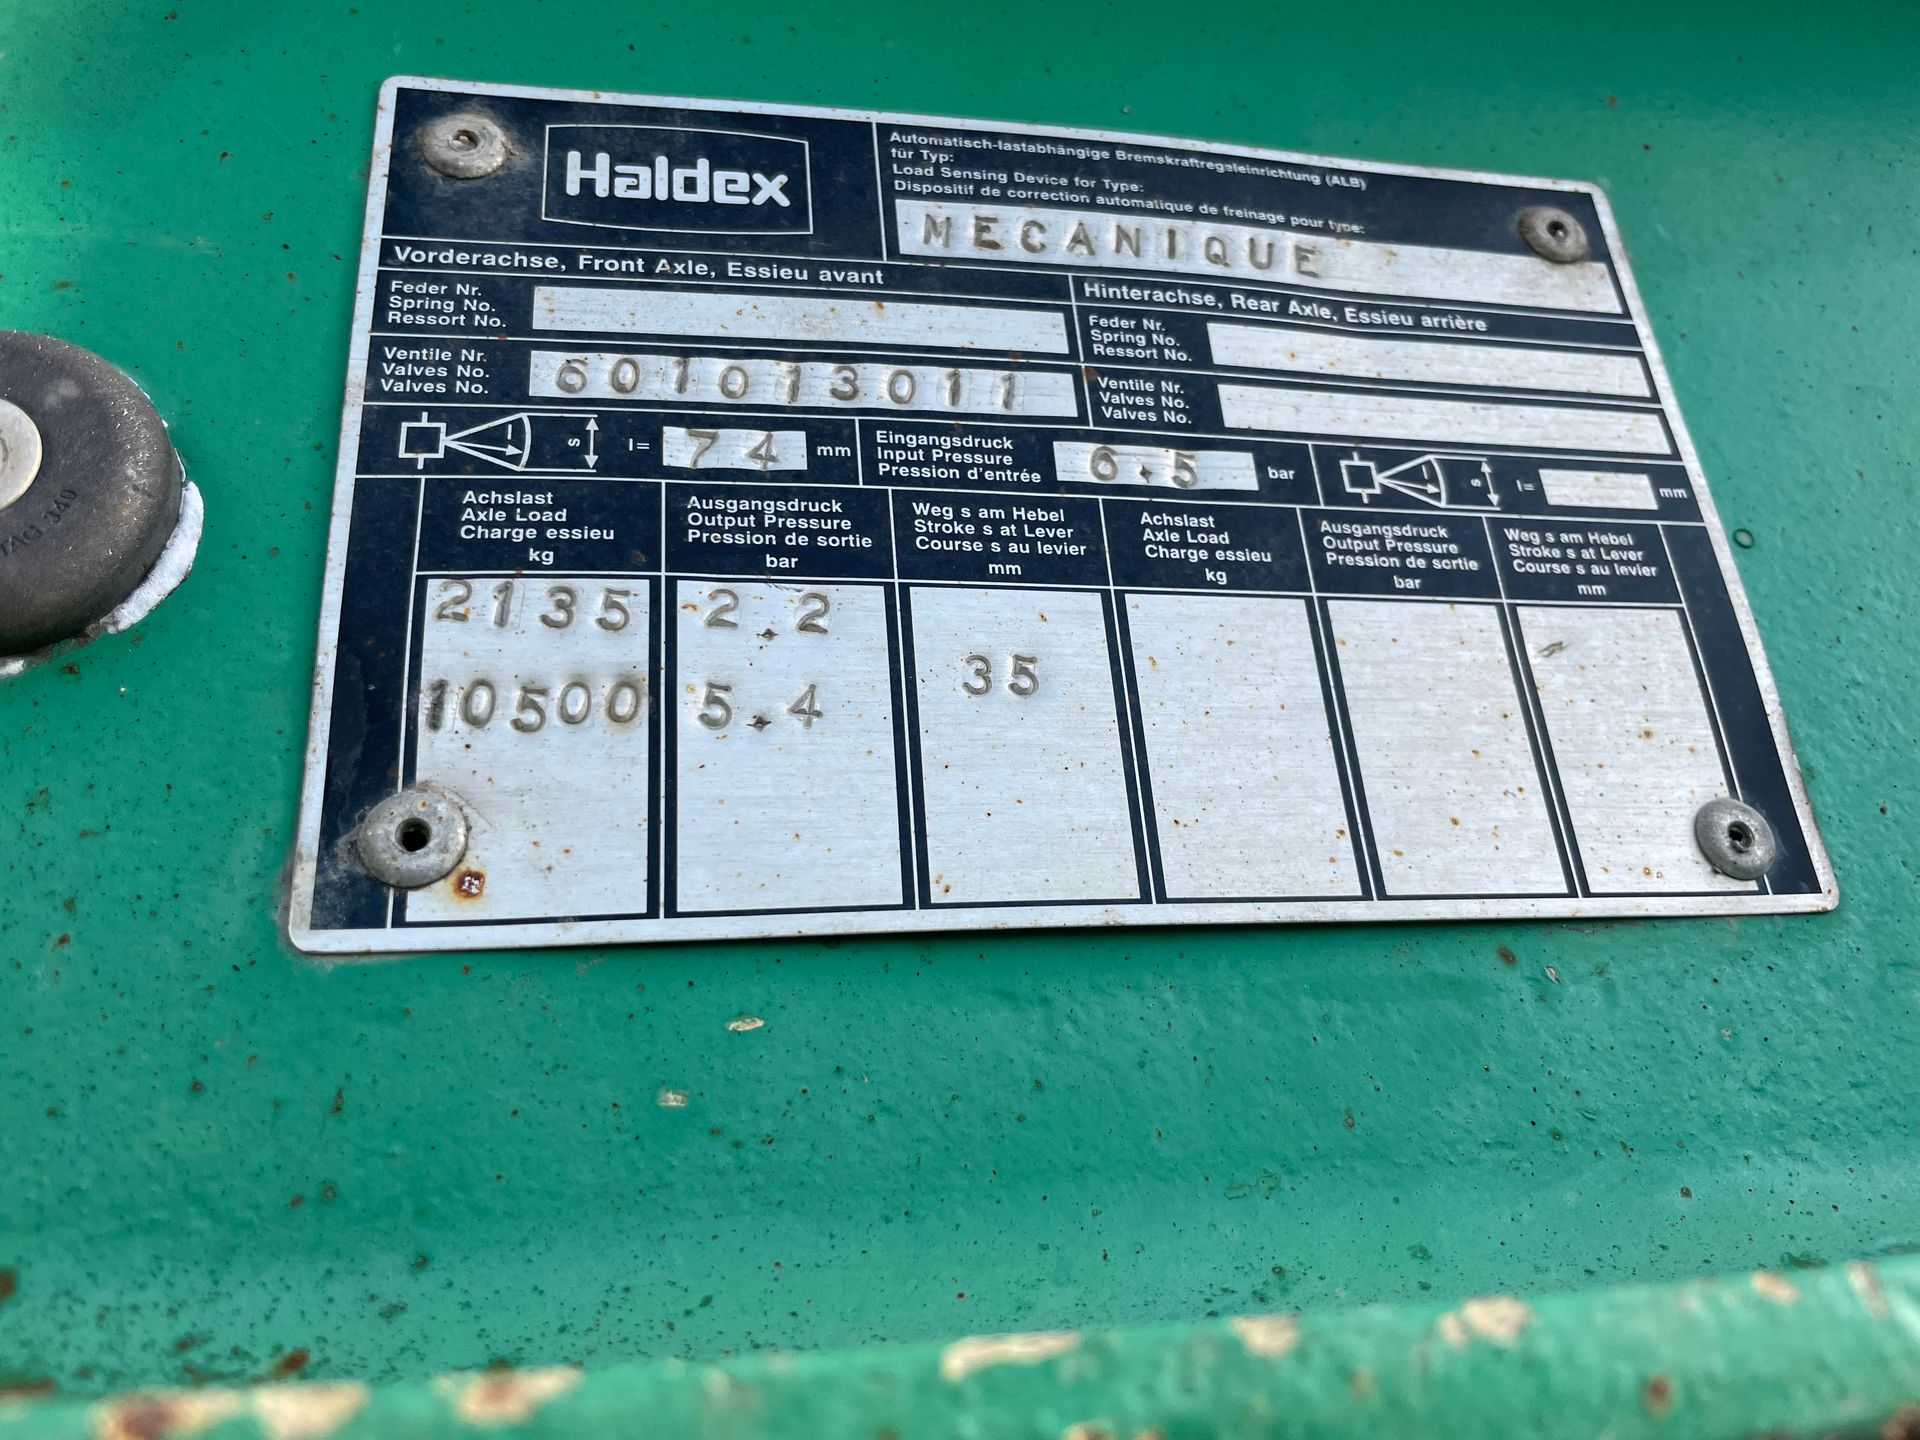 Haldex
Automatisch-lastabhängige Bremskraftregeleinrichtung (ALB)
für Typ:
Load Sensing Device for Type:
Dispositif de correction automatique de freinage pour type:
MECANIQUE
Vorderachse, Front Axle, Essieu avant
Hinterachse, Rear Axle, Essieu arrière
Feder Nr.
Spring No.
Ressort No.
Feder Nr.
Spring No.
Ressort No.
Ventile Nr.
Valves No.
Valves No.
601013011
Ventile Nr.
Valves No.
Valves No.
l
s
l= 74 mm
Eingangsdruck
Input Pressure
Pression d'entrée
6.5 bar
l
s
l= mm
Achslast
Axle Load
Charge essieu
kg
Ausgangsdruck
Output Pressure
Pression de sortie
bar
Weg s am Hebel
Stroke s at Lever
Course s au levier
mm
Achslast
Axle Load
Charge essieu
kg
Ausgangsdruck
Output Pressure
Pression de sortie
bar
Weg s am Hebel
Stroke s at Lever
Course s au levier
mm
2135 2.2
35
10500 5.4
TAG 340